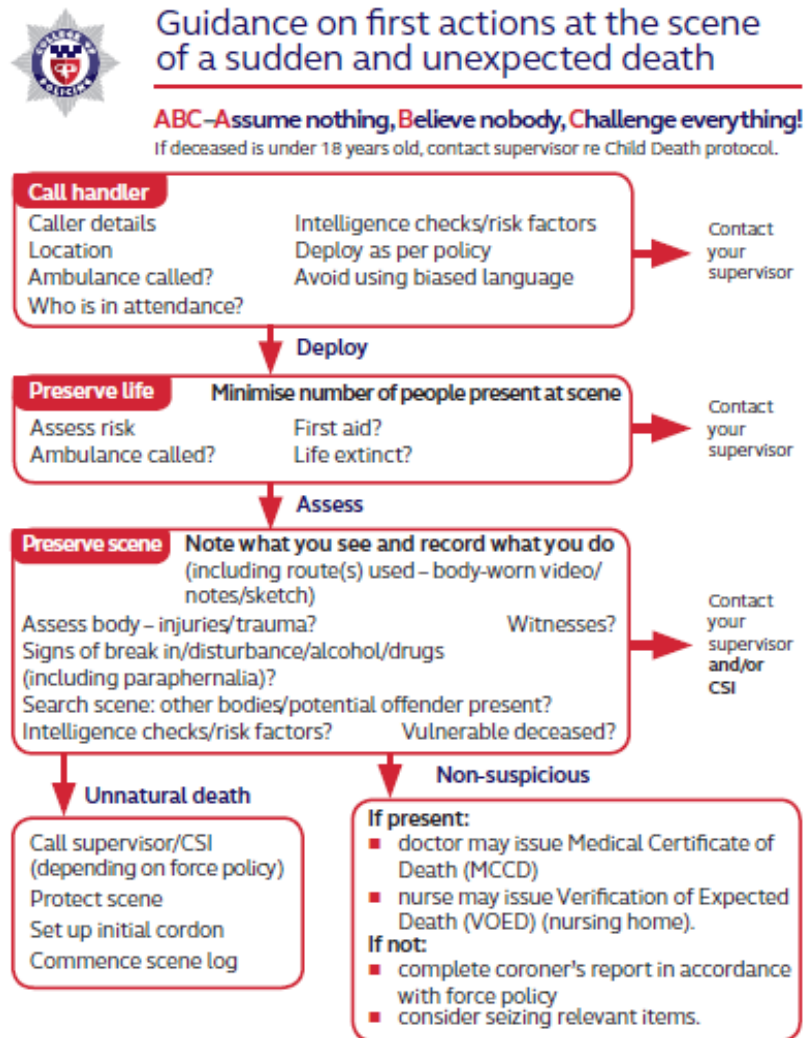 COLLEGE OF
POLICING
Guidance on first actions at the scene
of a sudden and unexpected death
ABC–Assume nothing, Believe nobody, Challenge everything!
If deceased is under 18 years old, contact supervisor re Child Death protocol.
Call handler
Caller details
Location
Ambulance called?
Who is in attendance?
Intelligence checks/risk factors
Deploy as per policy
Avoid using biased language
Contact
your
supervisor
Deploy
Preserve life
Minimise number of people present at scene
Assess risk
Ambulance called?
First aid?
Life extinct?
Contact
your
supervisor
Assess
Preserve scene
Note what you see and record what you do
(including route(s) used – body-worn video/
notes/sketch)
Assess body – injuries/trauma?
Witnesses?
Signs of break in/disturbance/alcohol/drugs
(including paraphernalia)?
Search scene: other bodies/potential offender present?
Intelligence checks/risk factors?
Vulnerable deceased?
Contact
your
supervisor
and/or
CSI
Unnatural death
Call supervisor/CSI
(depending on force policy)
Protect scene
Set up initial cordon
Commence scene log
Non-suspicious
If present:
■ doctor may issue Medical Certificate of
Death (MCCD)
■ nurse may issue Verification of Expected
Death (VOED) (nursing home).
If not:
■ complete coroner's report in accordance
with force policy
■ consider seizing relevant items.